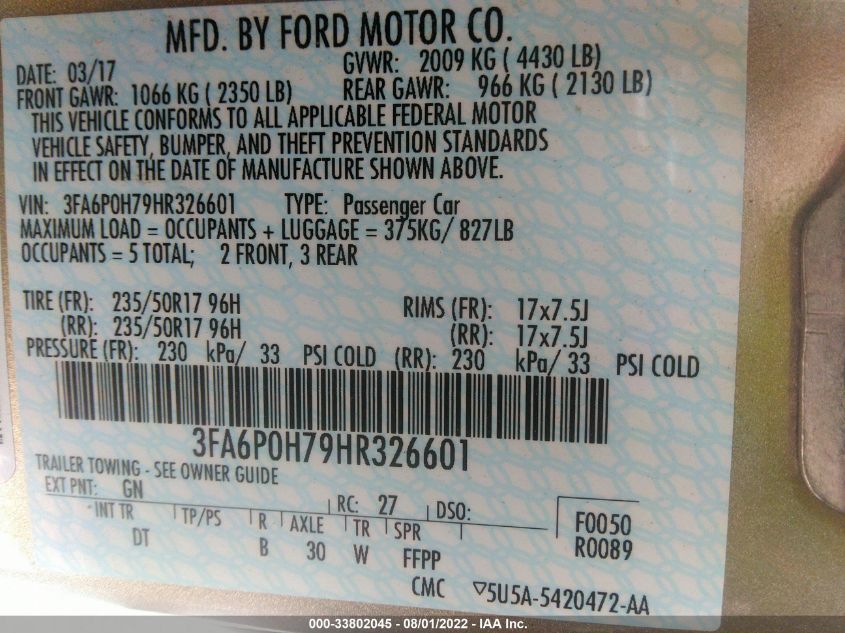 MFD. BY FORD MOTOR CO.
DATE: 03/17 GVWR: 2009 KG ( 4430 LB)
FRONT GAWR: 1066 KG ( 2350 LB) REAR GAWR: 966 KG ( 2130 LB)
THIS VEHICLE CONFORMS TO ALL APPLICABLE FEDERAL MOTOR
VEHICLE SAFETY, BUMPER, AND THEFT PREVENTION STANDARDS
IN EFFECT ON THE DATE OF MANUFACTURE SHOWN ABOVE.
VIN: 3FA6P0H79HR326601 TYPE: Passenger Car
MAXIMUM LOAD = OCCUPANTS + LUGGAGE = 375KG/ 827LB
OCCUPANTS = 5 TOTAL; 2 FRONT, 3 REAR
TIRE (FR): 235/50R17 96H RIMS (FR): 17x7.5J
(RR): 235/50R17 96H (RR): 17x7.5J
PRESSURE (FR): 230 kPa/ 33 PSI COLD (RR): 230 kPa/ 33 PSI COLD
3FA6P0H79HR326601
TRAILER TOWING - SEE OWNER GUIDE
EXT PNT: GN RC: 27 DSO: F0050
INT TR TP/PS R AXLE TR SPR R0089
DT B 30 W FFPP
CMC ▽5U5A-5420472-AA
000-33802045 - 08/01/2022 - IAA Inc.